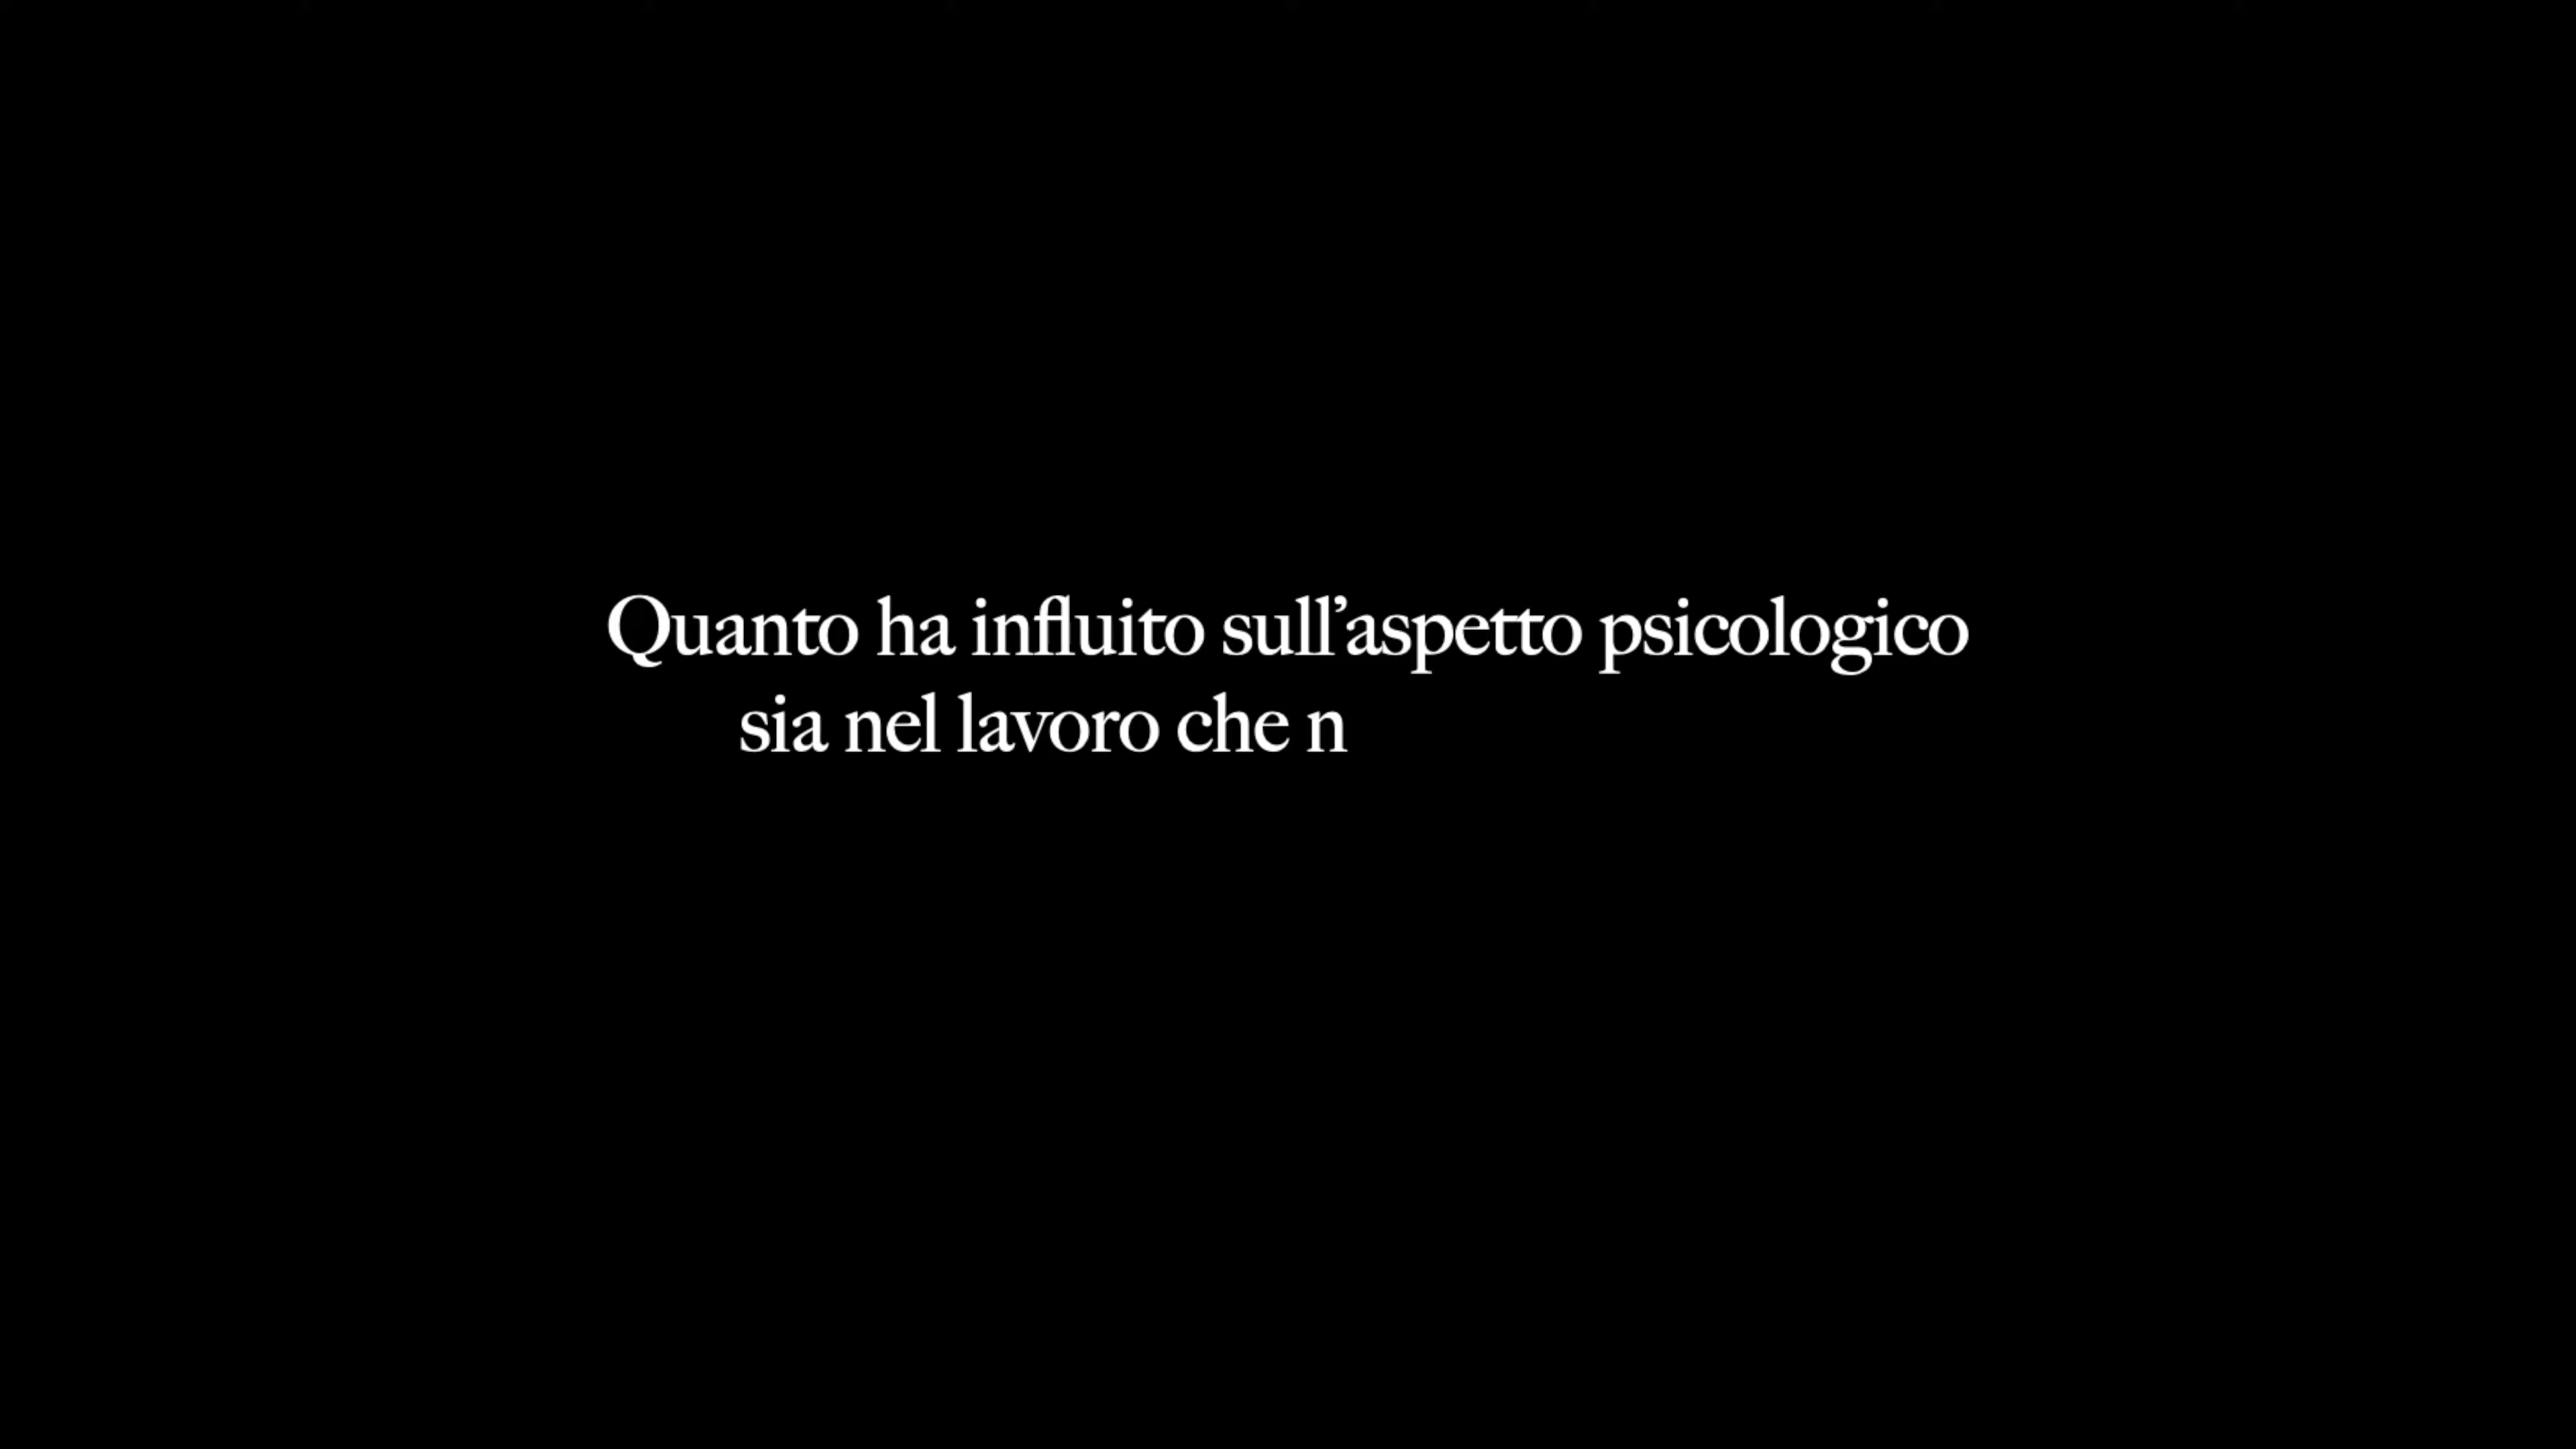 Quanto ha influito sull’aspetto psicologico
sia nel lavoro che n